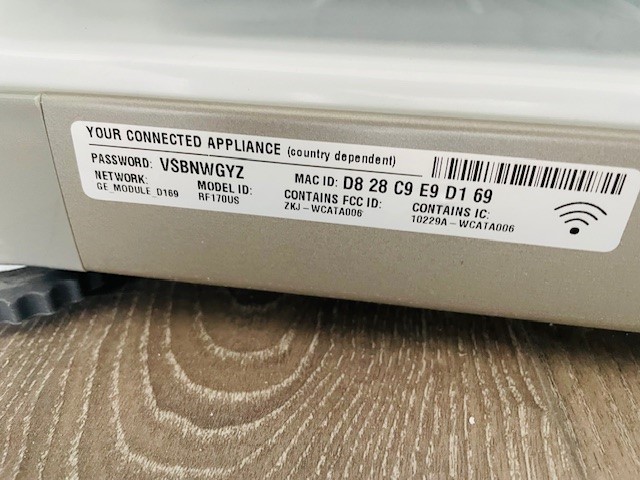 YOUR CONNECTED APPLIANCE (country dependent)
PASSWORD: VSBNWGYZ MAC ID: D8 28 C9 E9 D1 69
NETWORK: MODEL ID: CONTAINS FCC ID: CONTAINS IC:
GE_MODULE_D169 RF170US ZKJ-WCATA006 10229A-WCATA006